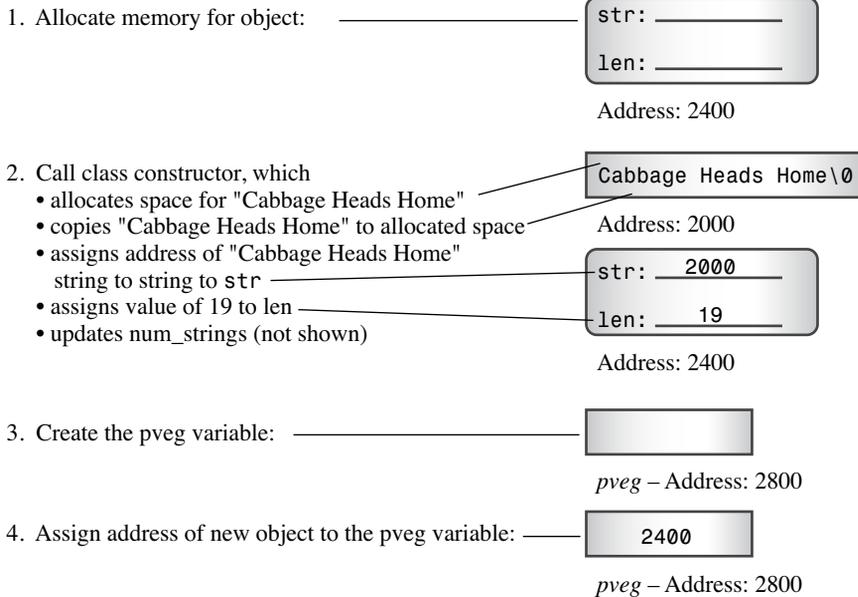 1. Allocate memory for object:
str:
len:
Address: 2400
2. Call class constructor, which
• allocates space for "Cabbage Heads Home"
• copies "Cabbage Heads Home" to allocated space
• assigns address of "Cabbage Heads Home"
string to string to str
• assigns value of 19 to len
• updates num_strings (not shown)
Cabbage Heads Home\0
Address: 2000
str: 2000
len: 19
Address: 2400
3. Create the pveg variable:
pveg – Address: 2800
4. Assign address of new object to the pveg variable:
2400
pveg – Address: 2800